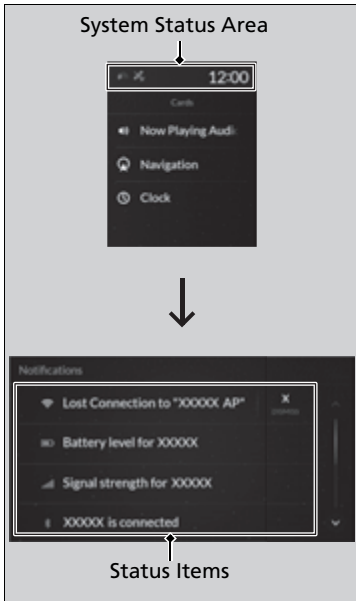 System Status Area
12:00
Cards
Now Playing Audi
Navigation
Clock
Notifications
Lost Connection to "XXXXX AP"
X
DISMISS
Battery level for XXXXX
Signal strength for XXXXX
XXXXX is connected
Status Items